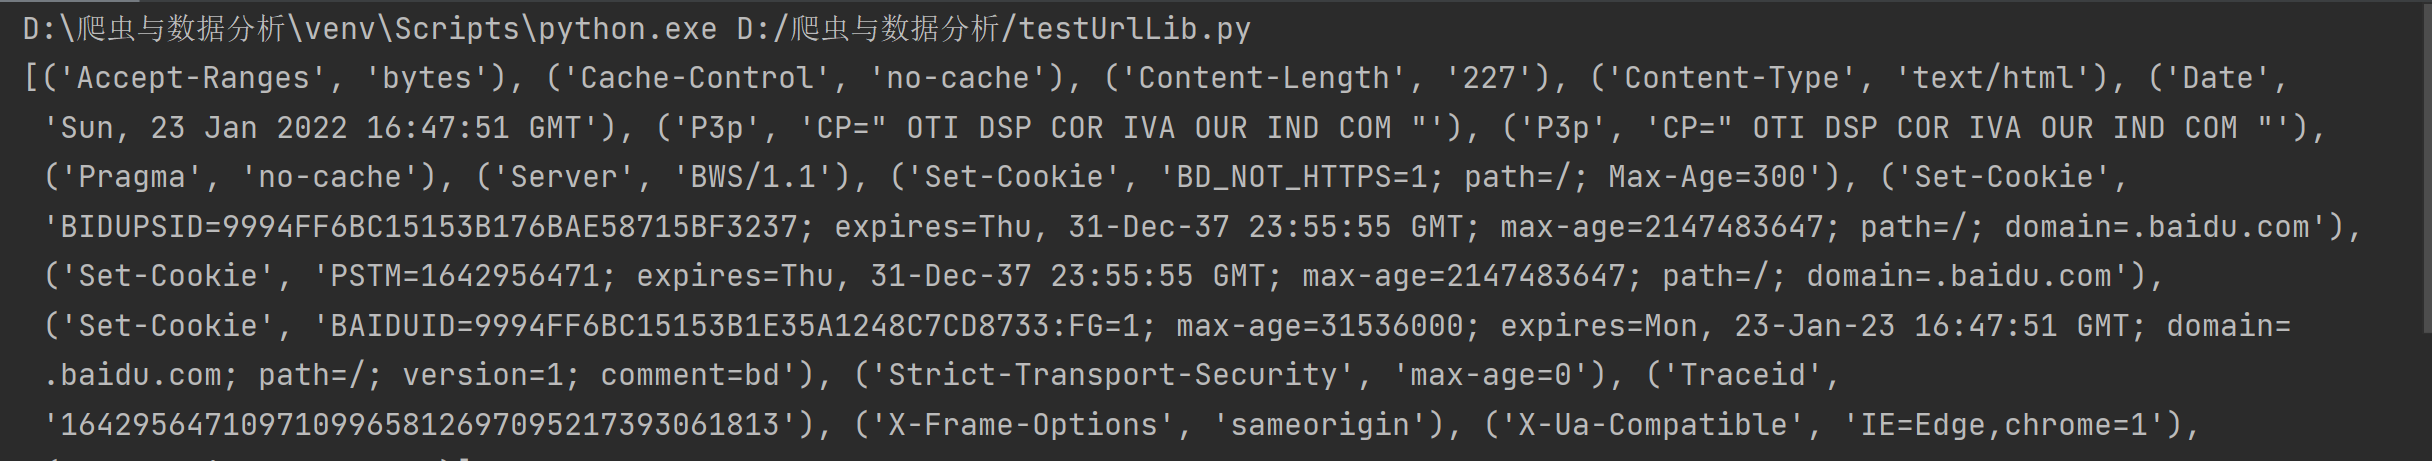 D:\爬虫与数据分析\venv\Scripts\python.exe D:/爬虫与数据分析/testUrlLib.py
[('Accept-Ranges', 'bytes'), ('Cache-Control', 'no-cache'), ('Content-Length', '227'), ('Content-Type', 'text/html'), ('Date',
'Sun, 23 Jan 2022 16:47:51 GMT'), ('P3p', 'CP=" OTI DSP COR IVA OUR IND COM "'), ('P3p', 'CP=" OTI DSP COR IVA OUR IND COM "'),
('Pragma', 'no-cache'), ('Server', 'BWS/1.1'), ('Set-Cookie', 'BD_NOT_HTTPS=1; path=/; Max-Age=300'), ('Set-Cookie',
'BIDUPSID=9994FF6BC15153B176BAE58715BF3237; expires=Thu, 31-Dec-37 23:55:55 GMT; max-age=2147483647; path=/; domain=.baidu.com'),
('Set-Cookie', 'PSTM=1642956471; expires=Thu, 31-Dec-37 23:55:55 GMT; max-age=2147483647; path=/; domain=.baidu.com'),
('Set-Cookie', 'BAIDUID=9994FF6BC15153B1E35A1248C7CD8733:FG=1; max-age=31536000; expires=Mon, 23-Jan-23 16:47:51 GMT; domain=
.baidu.com; path=/; version=1; comment=bd'), ('Strict-Transport-Security', 'max-age=0'), ('Traceid',
'1642956471097109965812697095217393061813'), ('X-Frame-Options', 'sameorigin'), ('X-Ua-Compatible', 'IE=Edge,chrome=1'),